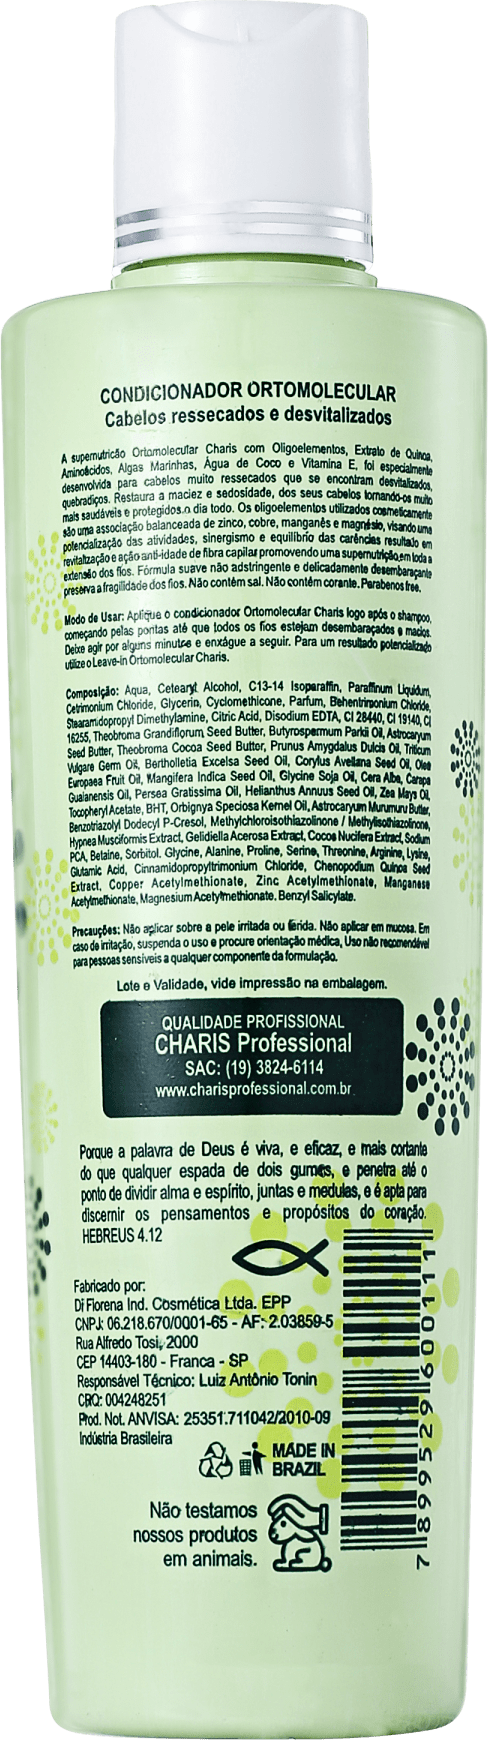 CONDICIONADOR ORTOMOLECULAR
Cabelos ressecados e desvitalizados
A supernutricão Ortomolecular Charis com Oligoelementos, Extrato de Quinoa,
Aminoácidos, Algas Marinhas, Água de Coco e Vitamina E, foi especialmente
desenvolvida para cabelos muito ressecados que se encontram desvitalizados,
quebradiços. Restaura a maciez e sedosidade, dos seus cabelos tornando-os muito
mais saudáveis e protegidos o dia todo. Os oligoelementos utilizados cosmeticamente
são uma associação balanceada de zinco, cobre, manganês e magnésio, visando uma
potencialização das atividades, sinergismo e equilíbrio das carências resultado em
revitalização e ação anti-idade de fibra capilar promovendo uma supernutrição em toda a
extensão dos fios. Fórmula suave não adstringente e delicadamente desembaraçante
preserva a fragilidade dos fios. Não contém sal. Não contém corante. Parabenos free.
Modo de Usar: Aplique o condicionador Ortomolecular Charis logo após o shampoo,
começando pelas pontas até que todos os fios estejam desembaraçados e macios.
Deixe agir por alguns minutos e enxágue a seguir. Para um resultado potencializado
utilize o Leave-in Ortomolecular Charis.
Composição: Aqua, Cetearyl Alcohol, C13-14 Isoparaffin, Paraffinum Liquidum,
Cetrimonium Chloride, Glycerin, Cyclomethicone, Parfum, Behentrimonium Chloride,
Stearamidopropyl Dimethylamine, Citric Acid, Disodium EDTA, CI 28440, CI 19140, CI
16255, Theobroma Grandiflorum, Seed Butter, Butyrospermum Parkii Oil, Astrocaryum
Seed Butter, Theobroma Cocoa Seed Butter, Prunus Amygdalus Dulcis Oil, Triticum
Vulgare Germ Oil, Bertholletia Excelsa Seed Oil, Corylus Avellana Seed Oil, Olee
Europaea Fruit Oil, Mangifera Indica Seed Oil, Glycine Soja Oil, Cera Alba, Carapa
Guaianensis Oil, Persea Gratissima Oil, Helianthus Annuus Seed Oil, Zea Mays Oil,
Tocopheryl Acetate, BHT, Orbignya Speciosa Kernel Oil, Astrocaryum Murumuru Butter,
Benzotriazolyl Dodecyl P-Cresol, Methylchloroisothiazolinone / Methylisothiazolinone,
Hypnea Musciformis Extract, Gelidiella Acerosa Extract, Cocos Nucifera Extract, Sodium
PCA, Betaine, Sorbitol. Glycine, Alanine, Proline, Serine, Threonine, Arginine, Lysine,
Glutamic Acid, Cinnamidopropyltrimonium Chloride, Chenopodium Quinoa Seed
Extract, Copper Acetylmethionate, Zinc Acetylmethionate, Manganese
Acetylmethionate, Magnesium Acetylmethionate. Benzyl Salicylate.
Precauções: Não aplicar sobre a pele irritada ou ferida. Não aplicar em mucosa. Em
caso de irritação, suspenda o uso e procure orientação médica, Uso não recomendável
para pessoas sensíveis a qualquer componente da formulação.
Lote e Validade, vide impressão na embalagem.
QUALIDADE PROFISSIONAL
CHARIS Professional
SAC: (19) 3824-6114
www.charisprofessional.com.br
Porque a palavra de Deus é viva, e eficaz, e mais cortante
do que qualquer espada de dois gumes, e penetra até o
ponto de dividir alma e espírito, juntas e medulas, e é apta para
discernir os pensamentos e propósitos do coração.
HEBREUS 4.12
Fabricado por:
Di Fiorena Ind. Cosmética Ltda. EPP
CNPJ: 06.218.670/0001-65 - AF: 2.03859-5
Rua Alfredo Tosi, 2000
CEP 14403-180 - Franca - SP
Responsável Técnico: Luiz Antônio Tonin
CRQ: 004248251
Prod. Not. ANVISA: 25351.711042/2010-09
Indústria Brasileira
MADE IN
BRAZIL
Não testamos
nossos produtos
em animais.
7 899529 600111